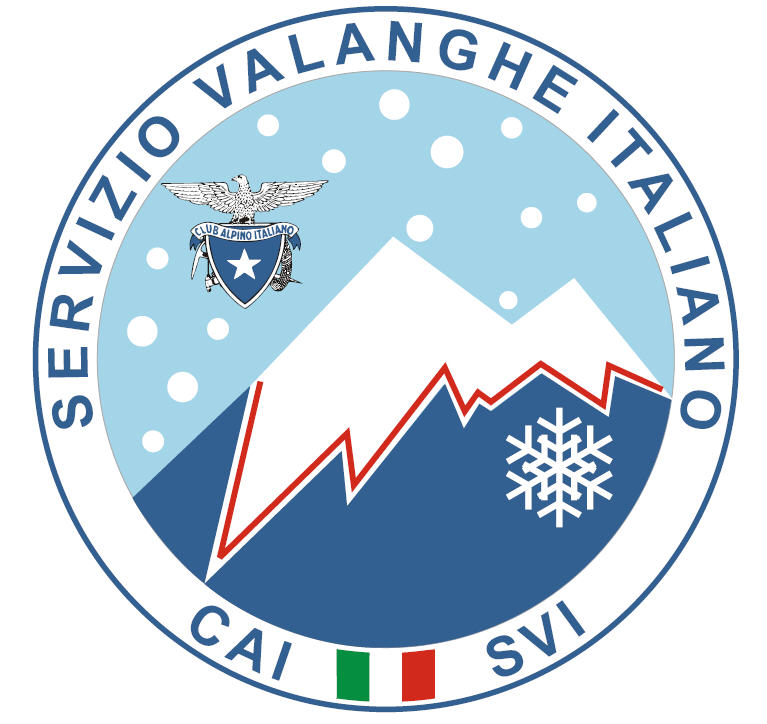 SERVIZIO VALANGHE ITALIANO
CLUB ALPINO ITALIANO
CAI
SVI